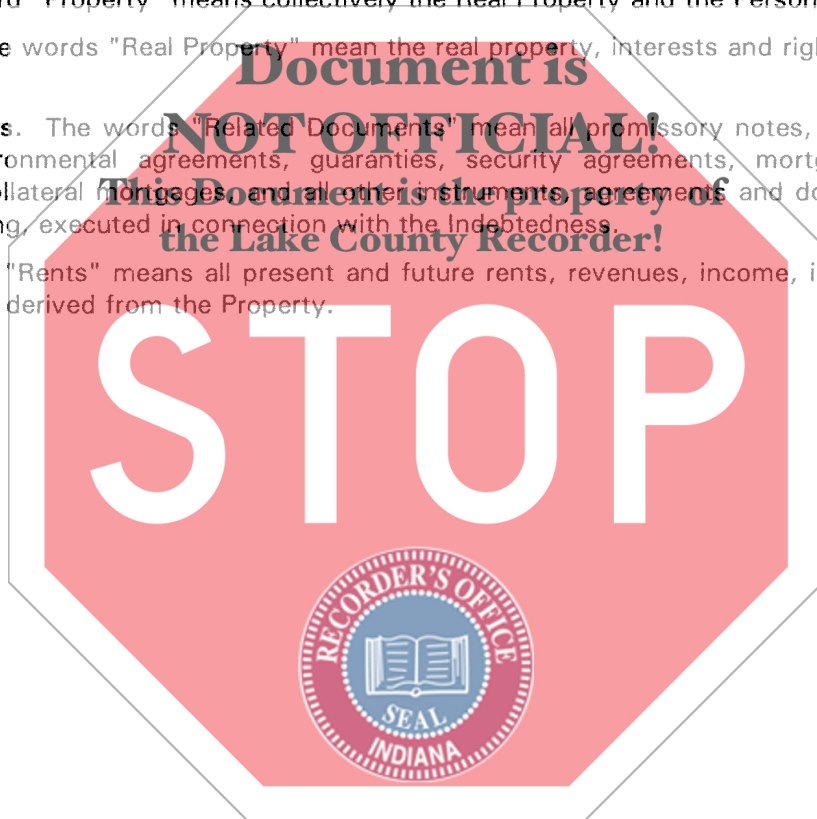 "Property" means collectively the Real Property and the Person
e words "Real Property" mean the real property, interests and righ
Document is
NOT OFFICIAL!
s. The words "Related Documents" mean all promissory notes,
onmental agreements, guaranties, security agreements, mortg
llateral mortgages, and all other instruments, agreements and do
This Document is the property of
g, executed in connection with the Indebtedness.
the Lake County Recorder!
"Rents" means all present and future rents, revenues, income, i
derived from the Property.
STOP
RECORDER'S OFFICE
SEAL
INDIANA